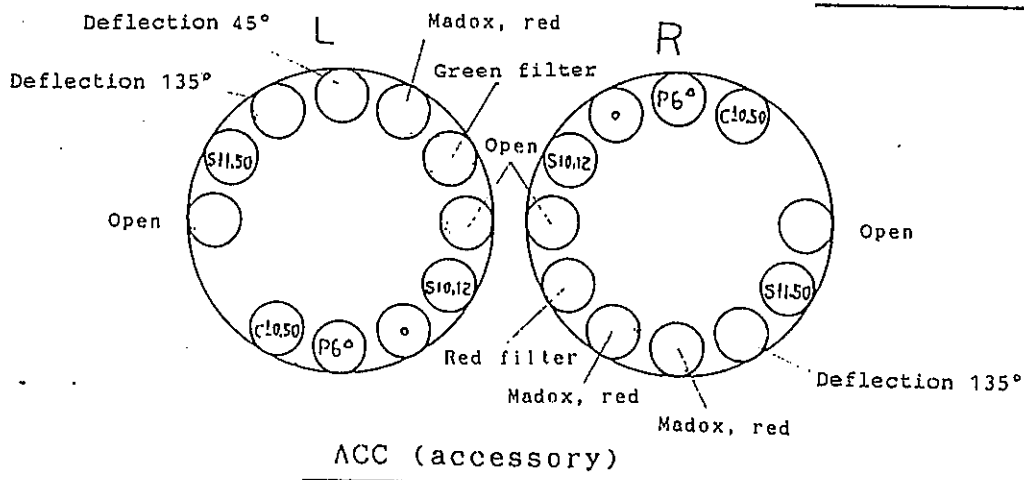 Deflection 45°
L
Madox, red
R
Deflection 135°
Green filter
P6△
C±0.50
S±1.50
Open
S±0,12
Open
Open
S±0,12
S±1.50
C±0,50
P6△
Red filter
Deflection 135°
Madox, red
Madox, red
ACC (accessory)